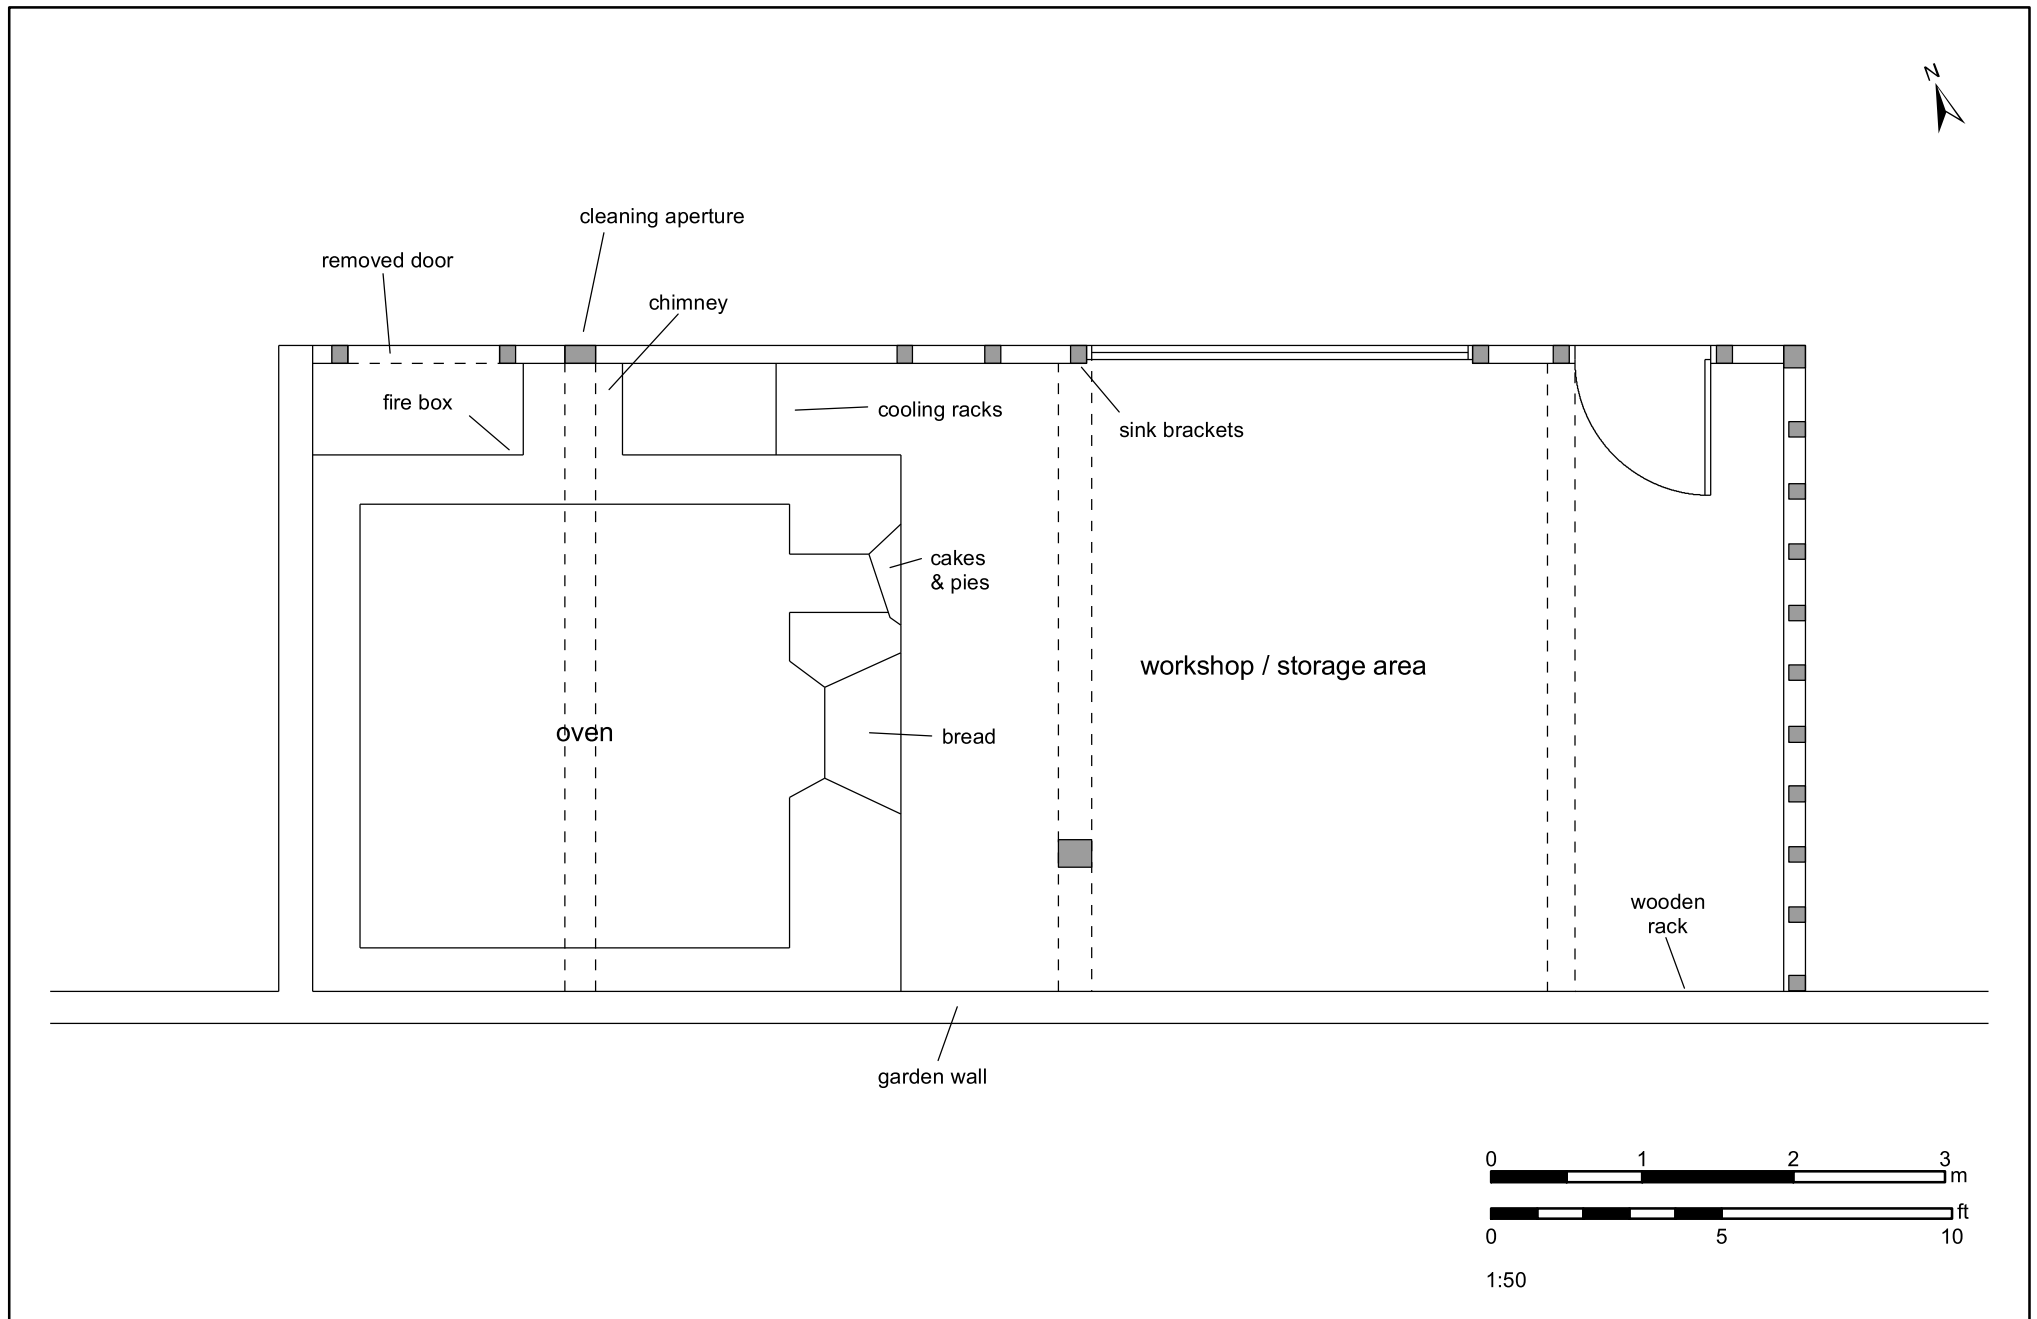 N
cleaning aperture
removed door
chimney
fire box
cooling racks
sink brackets
cakes
& pies
workshop / storage area
oven
bread
wooden
rack
garden wall
0 1 2 3
m
ft
0 5 10
1:50